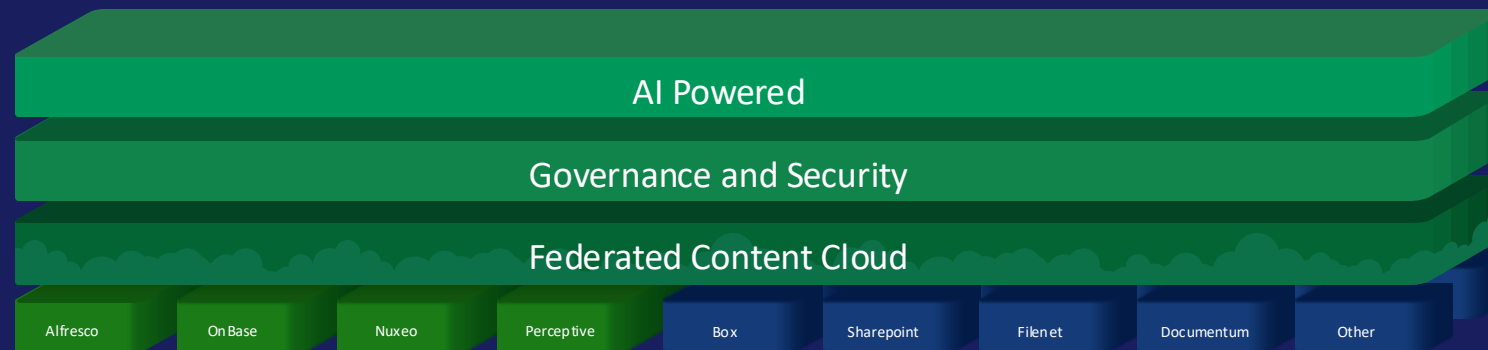 AI Powered
Governance and Security
Federated Content Cloud
Alfresco OnBase Nuxeo Perceptive Box Sharepoint Filenet Documentum Other